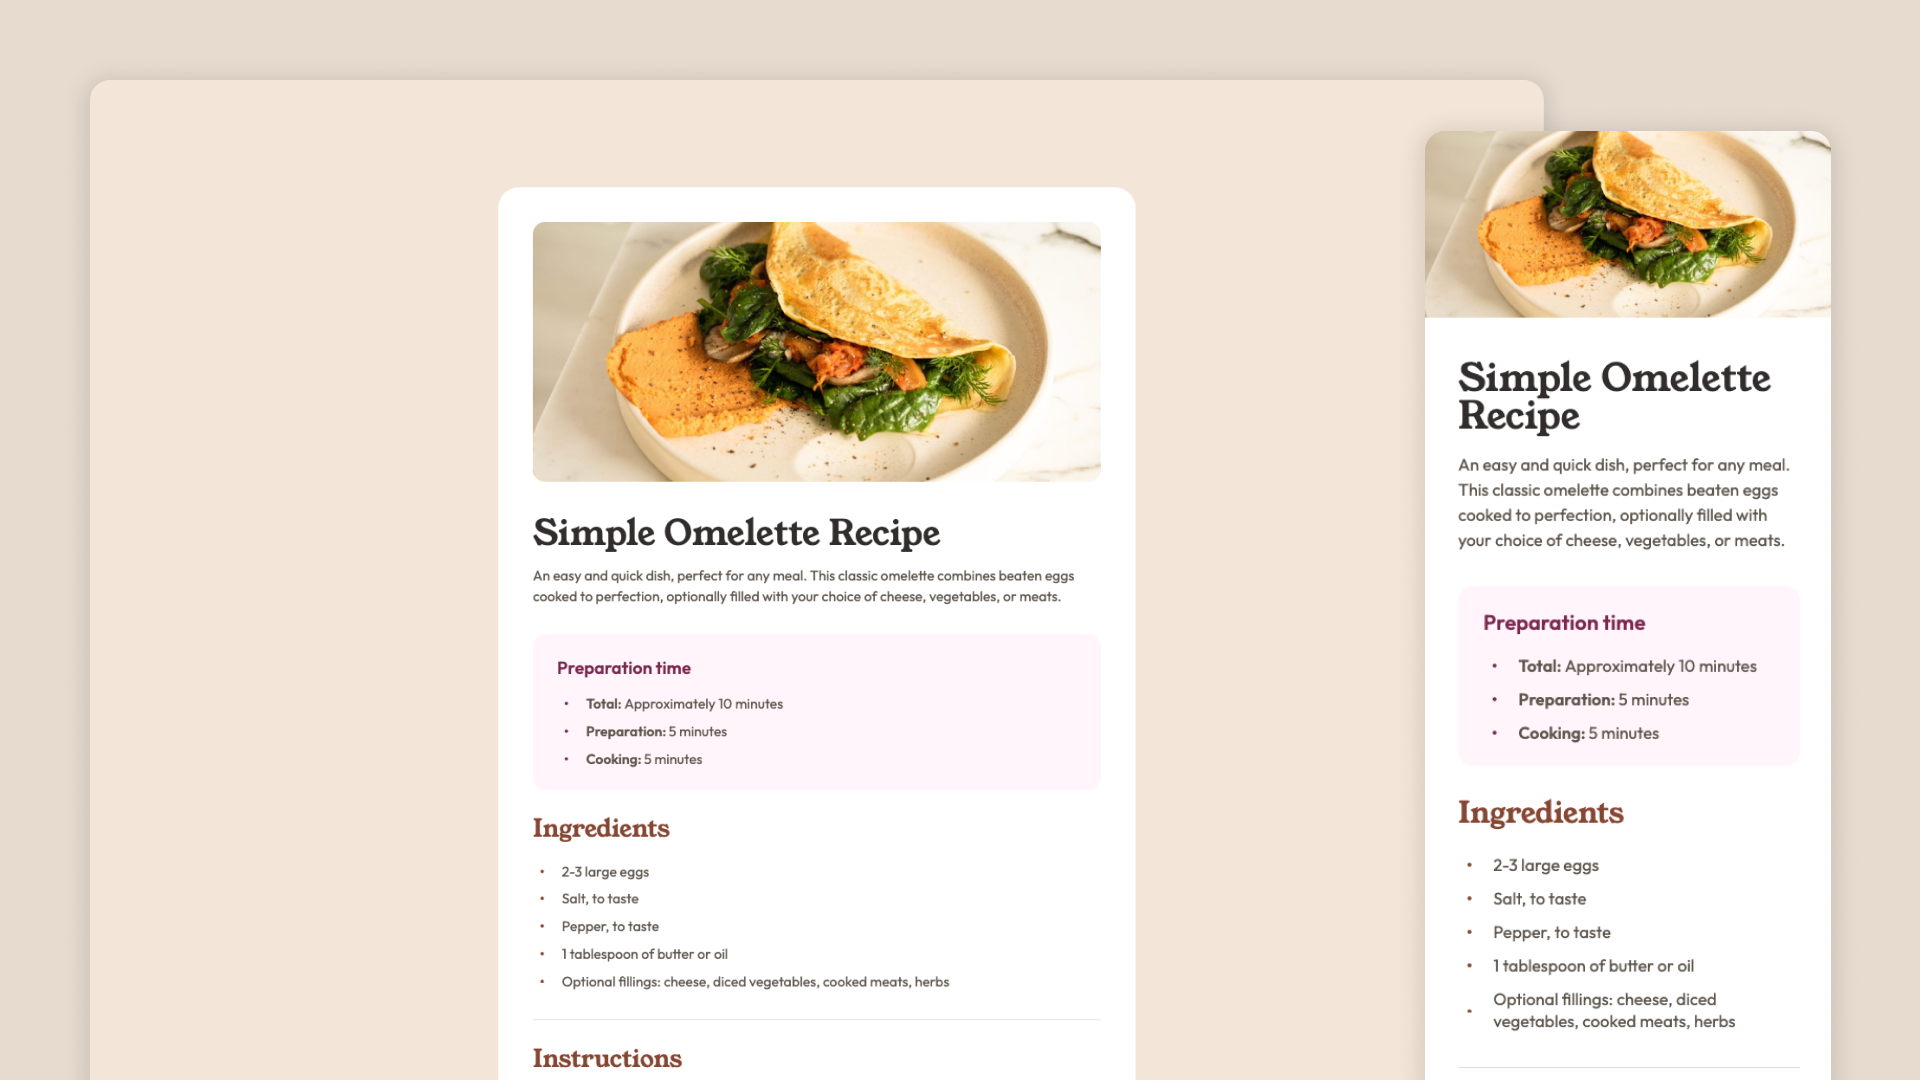 Simple Omelette Recipe
An easy and quick dish, perfect for any meal. This classic omelette combines beaten eggs
cooked to perfection, optionally filled with your choice of cheese, vegetables, or meats.
Preparation time
• Total: Approximately 10 minutes
• Preparation: 5 minutes
• Cooking: 5 minutes
Ingredients
• 2-3 large eggs
• Salt, to taste
• Pepper, to taste
• 1 tablespoon of butter or oil
• Optional fillings: cheese, diced vegetables, cooked meats, herbs
Instructions
Simple Omelette
Recipe
An easy and quick dish, perfect for any meal.
This classic omelette combines beaten eggs
cooked to perfection, optionally filled with
your choice of cheese, vegetables, or meats.
Preparation time
• Total: Approximately 10 minutes
• Preparation: 5 minutes
• Cooking: 5 minutes
Ingredients
• 2-3 large eggs
• Salt, to taste
• Pepper, to taste
• 1 tablespoon of butter or oil
• Optional fillings: cheese, diced
vegetables, cooked meats, herbs